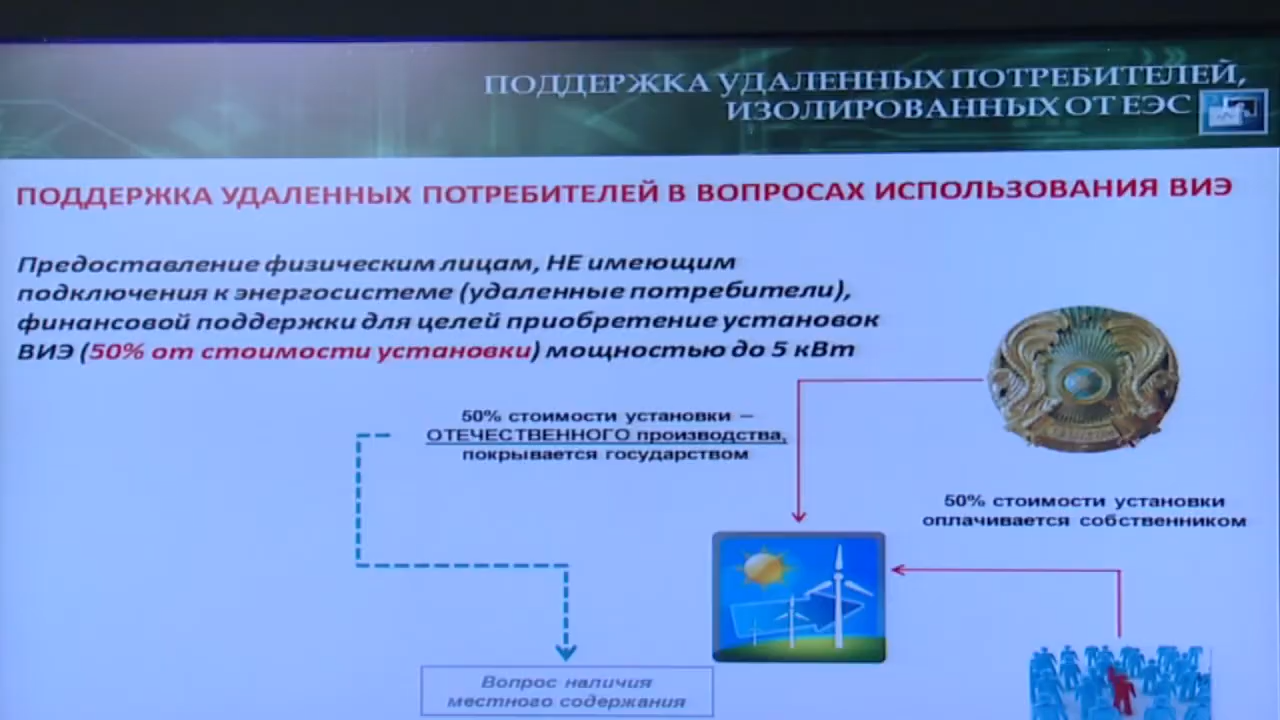 ПОДДЕРЖКА УДАЛЕННЫХ ПОТРЕБИТЕЛЕЙ,
ИЗОЛИРОВАННЫХ ОТ ЕЭС
ПОДДЕРЖКА УДАЛЕННЫХ ПОТРЕБИТЕЛЕЙ В ВОПРОСАХ ИСПОЛЬЗОВАНИЯ ВИЭ
Предоставление физическим лицам, НЕ имеющим
подключения к энергосистеме (удаленные потребители),
финансовой поддержки для целей приобретение установок
ВИЭ (50% от стоимости установки) мощностью до 5 кВт
50% стоимости установки –
ОТЕЧЕСТВЕННОГО производства,
покрывается государством
50% стоимости установки
оплачивается собственником
Вопрос наличия
местного содержания